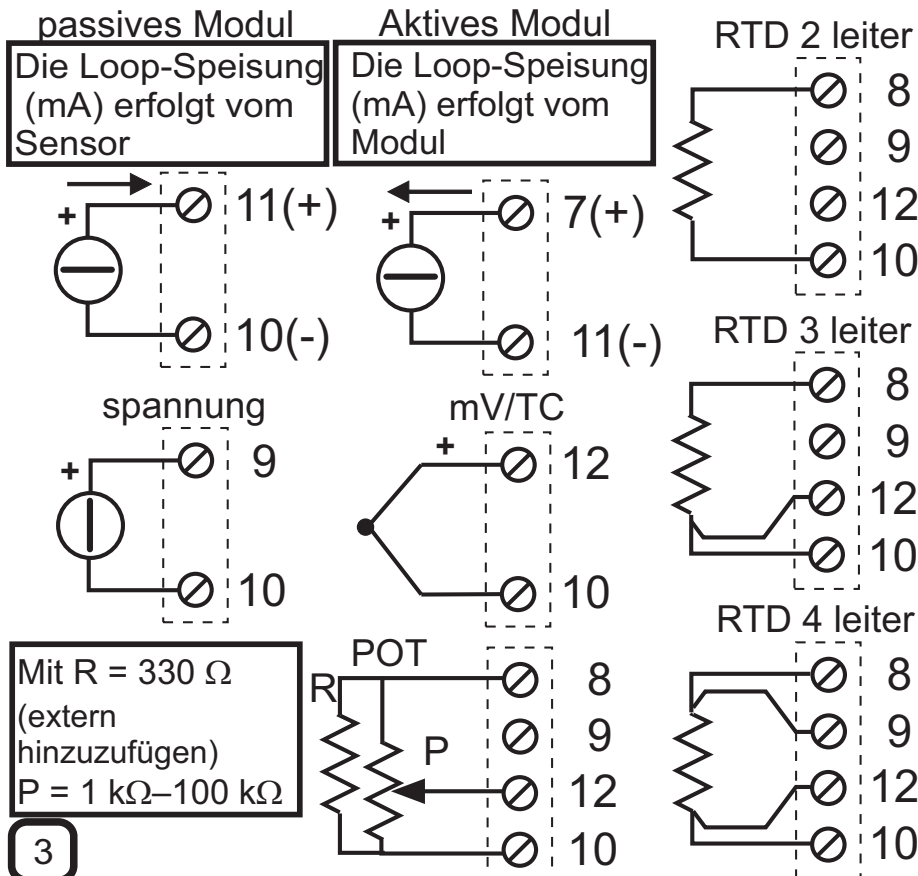 passives Modul
Die Loop-Speisung
(mA) erfolgt vom
Sensor
+
11(+)
10(-)
Aktives Modul
Die Loop-Speisung
(mA) erfolgt vom
Modul
+
7(+)
11(-)
RTD 2 leiter
8
9
12
10
spannung
+
9
10
mV/TC
+
12
10
RTD 3 leiter
8
9
12
10
Mit R = 330 Ω
(extern
hinzuzufügen)
P = 1 kΩ–100 kΩ
3
POT
R
P
8
9
12
10
RTD 4 leiter
8
9
12
10